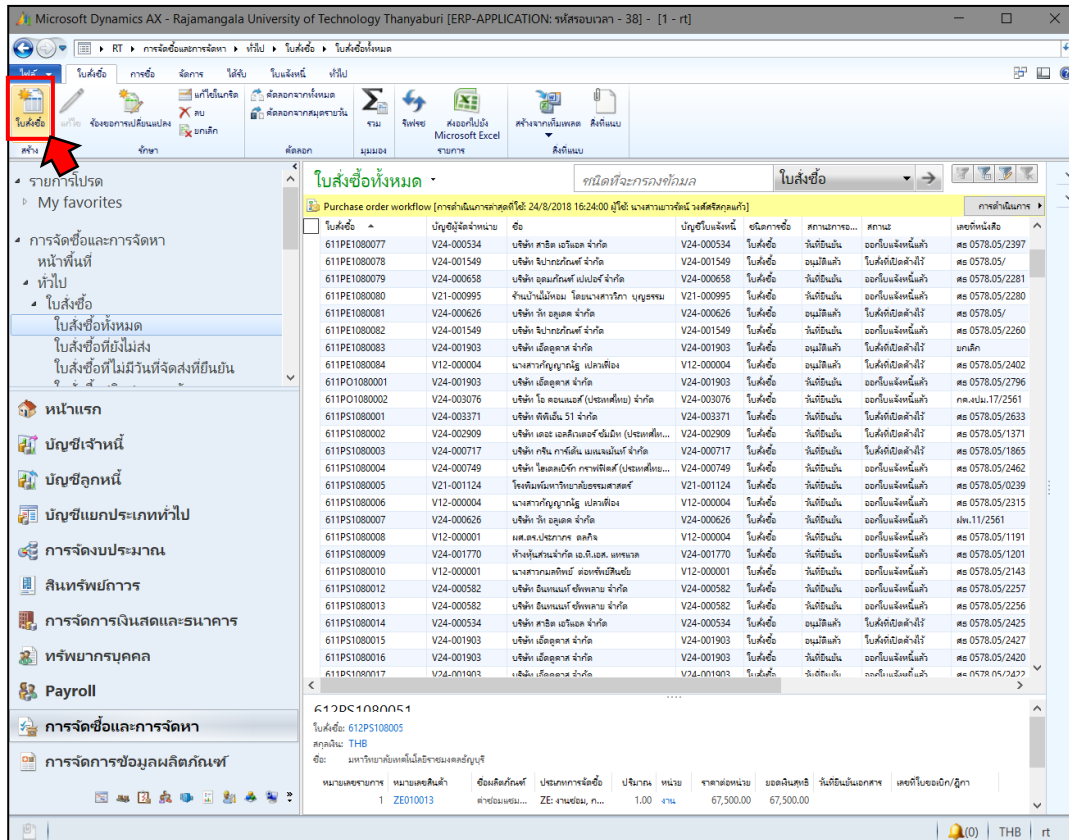 Microsoft Dynamics AX - Rajamangala University of Technology Thanyaburi [ERP-APPLICATION: รหัสรอบเวลา - 38] - [1 - rt]
RT ▸ การจัดซื้อและการจัดหา ▸ ทั่วไป ▸ ใบสั่งซื้อ ▸ ใบสั่งซื้อทั้งหมด
ไฟล์ ใบสั่งซื้อ การซื้อ จัดการ ได้รับ ใบแจ้งหนี้ ทั่วไป
ใบสั่งซื้อ แก้ไข ร้องขอการเปลี่ยนแปลง แก้ไขในกริด ลบ ยกเลิก คัดลอกจากทั้งหมด คัดลอกจากสมุดรายวัน รวม รีเฟรช ส่งออกไปยัง Microsoft Excel สร้างจากเท็มเพลต สิ่งที่แนบ
สร้าง รักษา คัดลอก มุมมอง รายการ สิ่งที่แนบ
รายการโปรด
My favorites
การจัดซื้อและการจัดหา
หน้าพื้นที่
ทั่วไป
ใบสั่งซื้อ
ใบสั่งซื้อทั้งหมด
ใบสั่งซื้อที่ยังไม่ส่ง
ใบสั่งซื้อที่ไม่มีวันที่จัดส่งที่ยืนยัน
หน้าแรก
บัญชีเจ้าหนี้
บัญชีลูกหนี้
บัญชีแยกประเภททั่วไป
การจัดงบประมาณ
สินทรัพย์ถาวร
การจัดการเงินสดและธนาคาร
ทรัพยากรบุคคล
Payroll
การจัดซื้อและการจัดหา
การจัดการข้อมูลผลิตภัณฑ์
ใบสั่งซื้อทั้งหมด ชนิดที่จะกรองข้อมูล ใบสั่งซื้อ
Purchase order workflow [การดำเนินการล่าสุดที่ใช้: 24/8/2018 16:24:00 ผู้ใช้: นางสาวเยาวรัตน์ วงศ์ศรีสกุลแก้ว] การดำเนินการ
ใบสั่งซื้อ บัญชีผู้จัดจำหน่าย ชื่อ บัญชีใบแจ้งหนี้ ชนิดการซื้อ สถานะการอ... สถานะ เลขที่หนังสือ
611PE1080077 V24-000534 บริษัท สาธิต เอวีแอล จำกัด V24-000534 ใบสั่งซื้อ วันที่ยืนยัน ออกใบแจ้งหนี้แล้ว ศธ 0578.05/2397
611PE1080078 V24-001549 บริษัท จิปาถะภัณฑ์ จำกัด V24-001549 ใบสั่งซื้อ อนุมัติแล้ว ใบสั่งที่เปิดค้างไว้ ศธ 0578.05/
611PE1080079 V24-000658 บริษัท อุดมภัณฑ์ เปเปอร์ จำกัด V24-000658 ใบสั่งซื้อ วันที่ยืนยัน ออกใบแจ้งหนี้แล้ว ศธ 0578.05/2281
611PE1080080 V21-000995 ร้านบ้านไม้หอม โดยนางสาววิภา บุญธรรม V21-000995 ใบสั่งซื้อ วันที่ยืนยัน ออกใบแจ้งหนี้แล้ว ศธ 0578.05/2280
611PE1080081 V24-000626 บริษัท จำกัด V24-000626 ใบสั่งซื้อ อนุมัติแล้ว ใบสั่งที่เปิดค้างไว้ ศธ 0578.05/
611PE1080082 V24-001549 บริษัท จิปาถะภัณฑ์ จำกัด V24-001549 ใบสั่งซื้อ วันที่ยืนยัน ออกใบแจ้งหนี้แล้ว ศธ 0578.05/2260
611PE1080083 V24-001903 บริษัท เอ็ดดูคาส จำกัด V24-001903 ใบสั่งซื้อ อนุมัติแล้ว ใบสั่งที่เปิดค้างไว้ ยกเลิก
611PE1080084 V12-000004 นางสาวกัญญาณัฐ เปลวเฟื่อง V12-000004 ใบสั่งซื้อ อนุมัติแล้ว ใบสั่งที่เปิดค้างไว้ ศธ 0578.05/2402
611PO1080001 V24-001903 บริษัท เอ็ดดูคาส จำกัด V24-001903 ใบสั่งซื้อ วันที่ยืนยัน ออกใบแจ้งหนี้แล้ว ศธ 0578.05/2796
611PO1080002 V24-003076 บริษัท โอ คอนเนอส์ (ประเทศไทย) จำกัด V24-003076 ใบสั่งซื้อ วันที่ยืนยัน ออกใบแจ้งหนี้แล้ว กค.งปม.17/2561
611PS1080001 V24-003371 บริษัท พีพีเอ็น 51 จำกัด V24-003371 ใบสั่งซื้อ วันที่ยืนยัน ใบสั่งที่เปิดค้างไว้ ศธ 0578.05/2633
611PS1080002 V24-002909 บริษัท เดอะ เอลลิเวเตอร์ ซัมมิท (ประเทศไท... V24-002909 ใบสั่งซื้อ วันที่ยืนยัน ออกใบแจ้งหนี้แล้ว ศธ 0578.05/1371
611PS1080003 V24-000717 บริษัท กรีน การ์เด้น เมนเจเม้นท์ จำกัด V24-000717 ใบสั่งซื้อ วันที่ยืนยัน ใบสั่งที่เปิดค้างไว้ ศธ 0578.05/1865
611PS1080004 V24-000749 บริษัท ไฮเดลเบิร์ก กราฟฟิคส์ (ประเทศไทย... V24-000749 ใบสั่งซื้อ วันที่ยืนยัน ออกใบแจ้งหนี้แล้ว ศธ 0578.05/2462
611PS1080005 V21-001124 โรงพิมพ์มหาวิทยาลัยธรรมศาสตร์ V21-001124 ใบสั่งซื้อ วันที่ยืนยัน ออกใบแจ้งหนี้แล้ว ศธ 0578.05/0239
611PS1080006 V12-000004 นางสาวกัญญาณัฐ เปลวเฟื่อง V12-000004 ใบสั่งซื้อ วันที่ยืนยัน ออกใบแจ้งหนี้แล้ว ศธ 0578.05/2315
611PS1080007 V24-000626 บริษัท จำกัด V24-000626 ใบสั่งซื้อ วันที่ยืนยัน ออกใบแจ้งหนี้แล้ว ฝพ.11/2561
611PS1080008 V12-000001 ผศ.ดร.ประภากร V12-000004 ใบสั่งซื้อ วันที่ยืนยัน ออกใบแจ้งหนี้แล้ว ศธ 0578.05/1191
611PS1080009 V24-001770 ห้างหุ้นส่วนจำกัด เอ.ที.เอส. แทรเวล V24-001770 ใบสั่งซื้อ วันที่ยืนยัน ออกใบแจ้งหนี้แล้ว ศธ 0578.05/1201
611PS1080010 V12-000001 นางสาวกมลทิพย์ ต่อทรัพย์สินชัย V12-000001 ใบสั่งซื้อ วันที่ยืนยัน ออกใบแจ้งหนี้แล้ว ศธ 0578.05/2143
611PS1080012 V24-000582 บริษัท อินเทนนท์ ซัพพลาย จำกัด V24-000582 ใบสั่งซื้อ วันที่ยืนยัน ออกใบแจ้งหนี้แล้ว ศธ 0578.05/2257
611PS1080013 V24-000582 บริษัท อินเทนนท์ ซัพพลาย จำกัด V24-000582 ใบสั่งซื้อ วันที่ยืนยัน ออกใบแจ้งหนี้แล้ว ศธ 0578.05/2256
611PS1080014 V24-000534 บริษัท สาธิต เอวีแอล จำกัด V24-000534 ใบสั่งซื้อ อนุมัติแล้ว ใบสั่งที่เปิดค้างไว้ ศธ 0578.05/2425
611PS1080015 V24-001903 บริษัท เอ็ดดูคาส จำกัด V24-001903 ใบสั่งซื้อ วันที่ยืนยัน ใบสั่งที่เปิดค้างไว้ ศธ 0578.05/2427
611PS1080016 V24-001903 บริษัท เอ็ดดูคาส จำกัด V24-001903 ใบสั่งซื้อ วันที่ยืนยัน ออกใบแจ้งหนี้แล้ว ศธ 0578.05/2420
611PS1080017 V24-001903 บริษัท เอ็ดดูคาส จำกัด V24-001903 ใบสั่งซื้อ วันที่ยืนยัน ออกใบแจ้งหนี้แล้ว ศธ 0578.05/2422
612PS1080051
ใบสั่งซื้อ: 612PS108005
สกุลเงิน: THB
ชื่อ: มหาวิทยาลัยเทคโนโลยีราชมงคลธัญบุรี
หมายเลขรายการ หมายเลขสินค้า ชื่อผลิตภัณฑ์ ประเภทการจัดซื้อ ปริมาณ หน่วย ราคาต่อหน่วย ยอดเงินสุทธิ วันที่ยืนยันเอกสาร เลขที่ใบขอเบิก/ฎีกา
1 ZE010013 ค่าซ่อมแซม... ZE: งานซ่อม, ก... 1.00 งาน 67,500.00 67,500.00
(0) THB rt